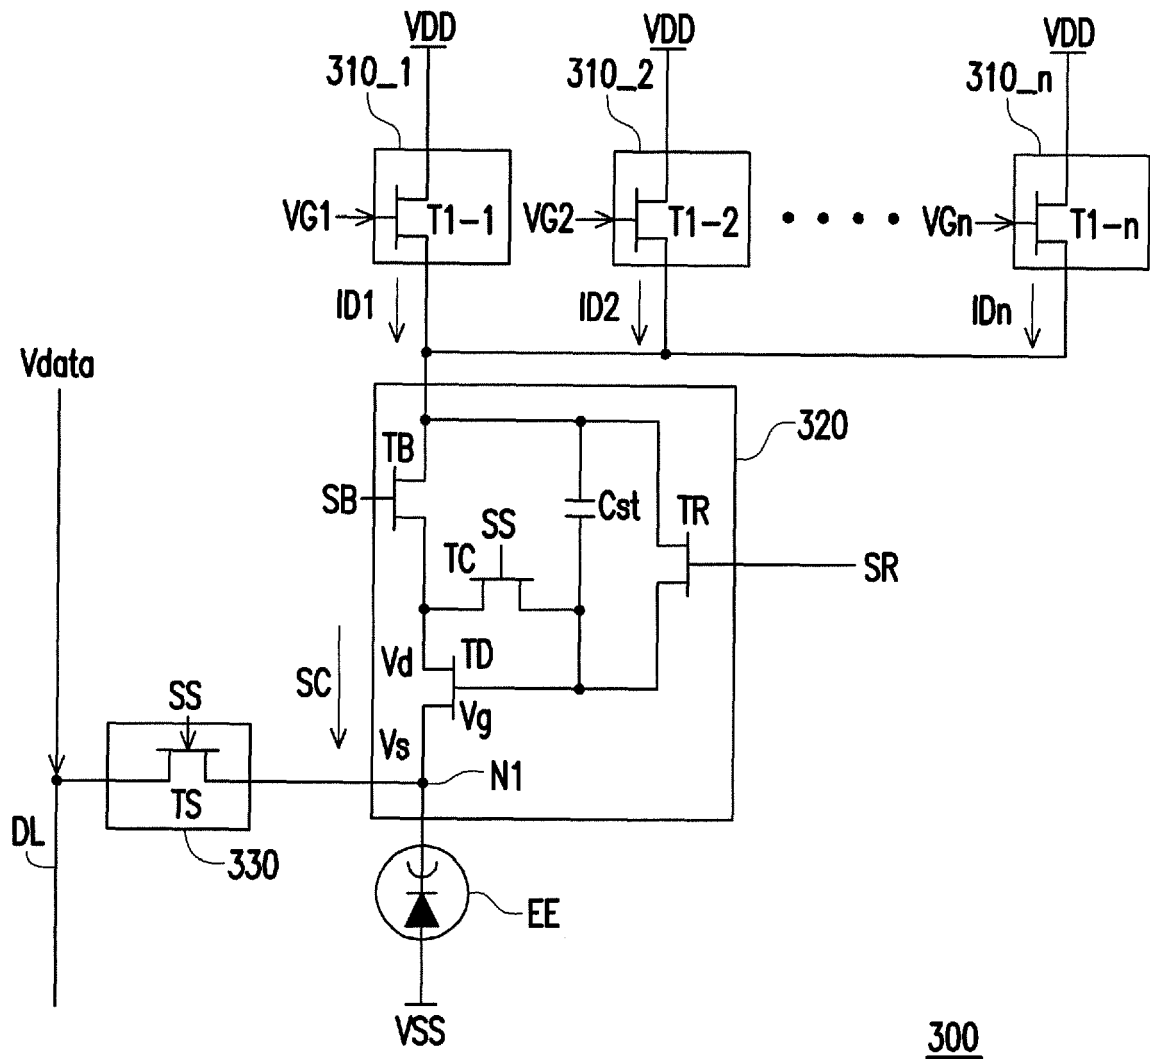 VDD
VDD
VDD
310_1
310_2
310_n
VG1
T1-1
VG2
T1-2
VGn
T1-n
ID1
ID2
IDn
Vdata
320
TB
SB
Cst
TR
SS
TC
SR
Vd
TD
SC
SS
Vg
Vs
N1
TS
DL
330
EE
VSS
300